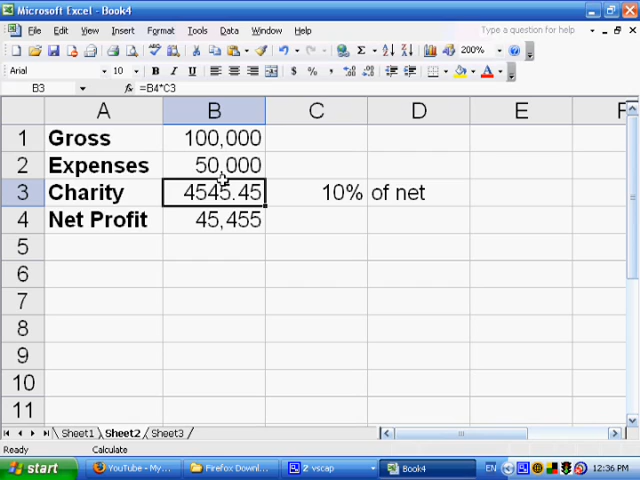 Microsoft Excel - Book4
File Edit View Insert Format Tools Data Window Help Type a question for help
200%
Arial 10 B I U $ %
B3 fx =B4*C3
A B C D E F
1 Gross 100,000
2 Expenses 50,000
3 Charity 4545.45 10% of net
4 Net Profit 45,455
5
6
7
8
9
10
11
Sheet1 Sheet2 Sheet3
Ready Calculate
start YouTube - My... Firefox Downl... 2 vscap Book4 EN 12:36 PM